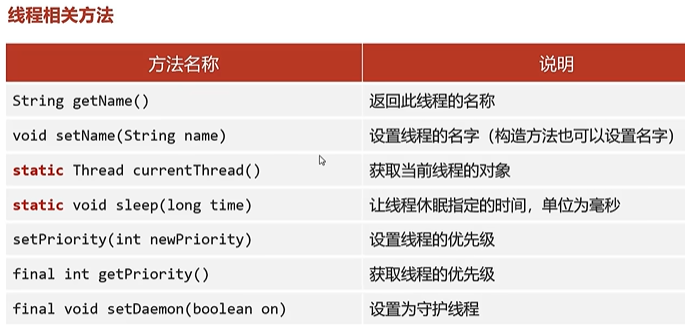 线程相关方法
方法名称 说明
String getName() 返回此线程的名称
void setName(String name) 设置线程的名字（构造方法也可以设置名字）
static Thread currentThread() 获取当前线程的对象
static void sleep(long time) 让线程休眠指定的时间，单位为毫秒
setPriority(int newPriority) 设置线程的优先级
final int getPriority() 获取线程的优先级
final void setDaemon(boolean on) 设置为守护线程